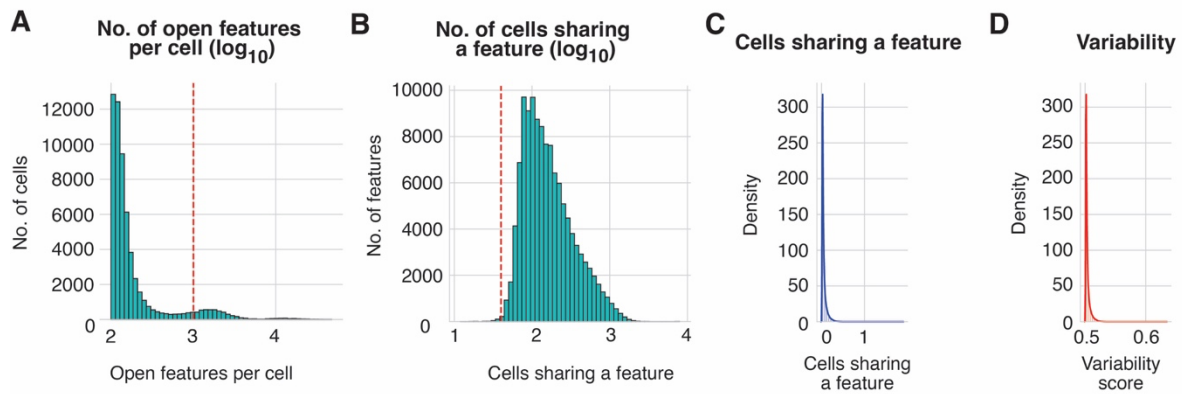 A
No. of open features
per cell (log10)
No. of cells
12000
10000
8000
6000
4000
2000
0
2
3
4
Open features per cell
B
No. of cells sharing
a feature (log10)
No. of features
10000
8000
6000
4000
2000
0
1
2
3
4
Cells sharing a feature
C
Cells sharing a feature
Density
300
250
200
150
100
50
0
0
1
Cells sharing
a feature
D
Variability
Density
300
250
200
150
100
50
0
0.5
0.6
Variability
score